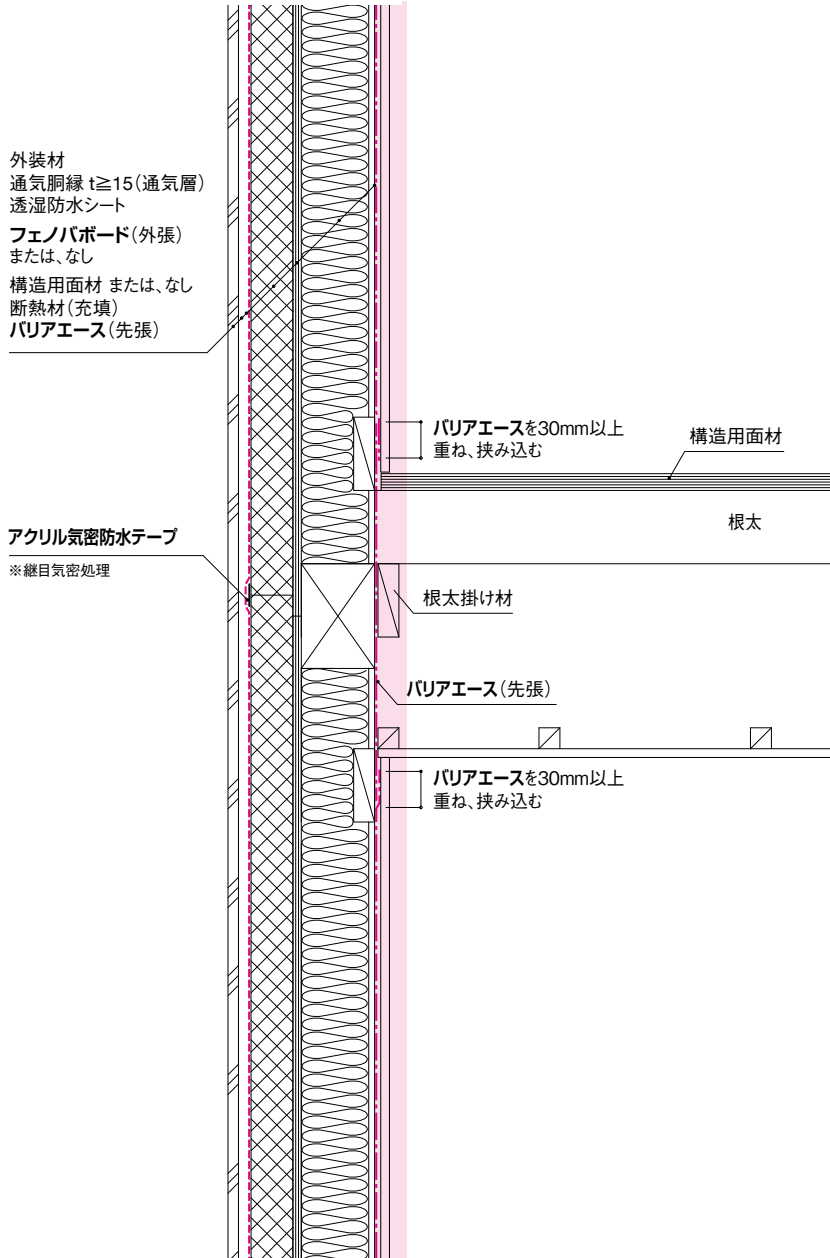 外装材
通気胴縁 t≧15(通気層)
透湿防水シート
フェノバボード(外張)
または、なし
構造用面材 または、なし
断熱材(充填)
バリアエース(先張)
バリアエースを30mm以上
重ね、挟み込む
構造用面材
根太
アクリル気密防水テープ
※継目気密処理
根太掛け材
バリアエース(先張)
バリアエースを30mm以上
重ね、挟み込む